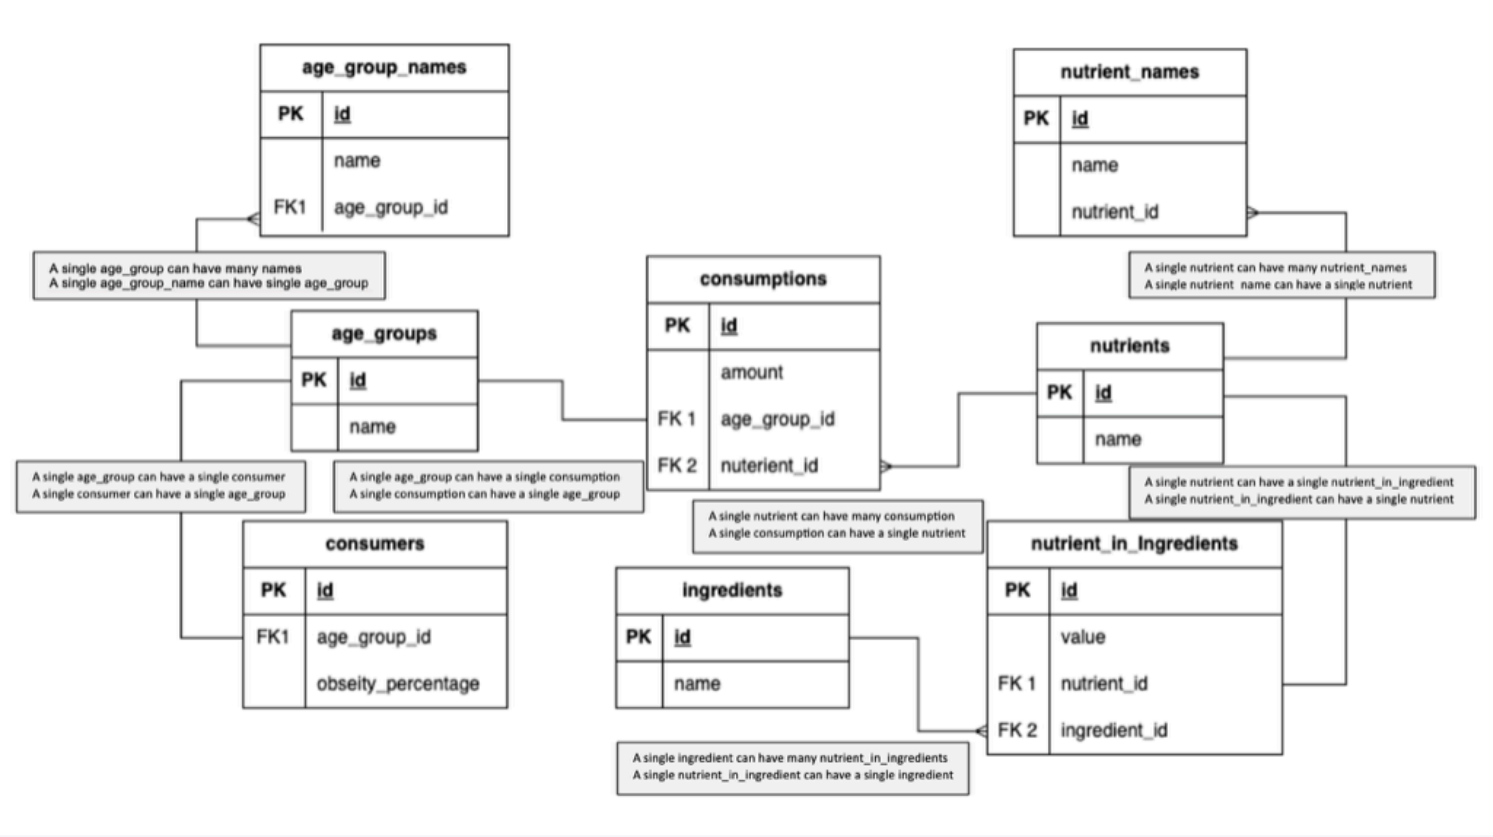 age_group_names
PK id
name
FK1 age_group_id
A single age_group can have many names
A single age_group_name can have single age_group
age_groups
PK id
name
A single age_group can have a single consumer
A single consumer can have a single age_group
A single age_group can have a single consumption
A single consumption can have a single age_group
consumers
PK id
FK1 age_group_id
obseity_percentage
consumptions
PK id
amount
FK 1 age_group_id
FK 2 nuterient_id
A single nutrient can have many consumption
A single consumption can have a single nutrient
ingredients
PK id
name
A single ingredient can have many nutrient_in_ingredients
A single nutrient_in_ingredient can have a single ingredient
nutrient_names
PK id
name
nutrient_id
A single nutrient can have many nutrient_names
A single nutrient_name can have a single nutrient
nutrients
PK id
name
A single nutrient can have a single nutrient_in_ingredient
A single nutrient_in_ingredient can have a single nutrient
nutrient_in_Ingredients
PK id
value
FK 1 nutrient_id
FK 2 ingredient_id